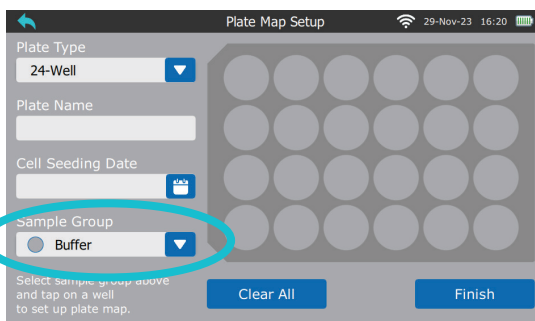 Plate Map Setup
29-Nov-23 16:20
Plate Type
24-Well
Plate Name
Cell Seeding Date
Sample Group
Buffer
Select sample group above
and tap on a well
to set up plate map.
Clear All
Finish